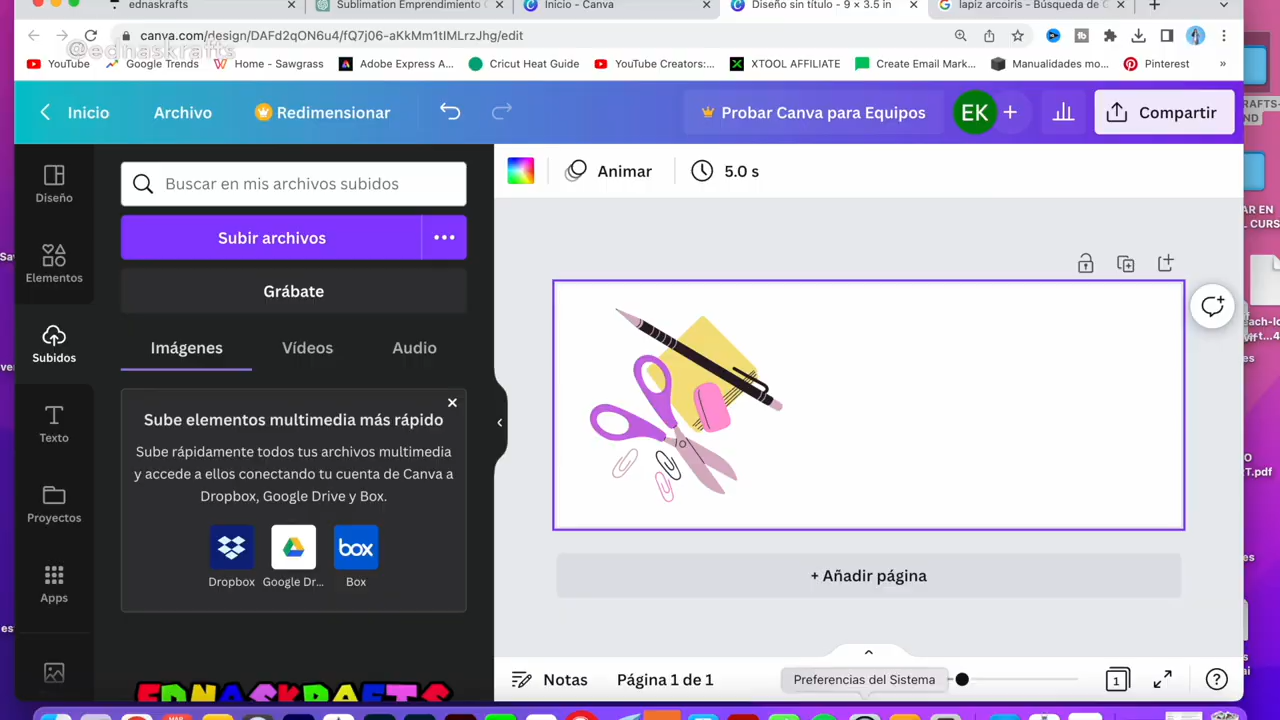 ednaskrafts
Sublimation Emprendimiento
Inicio - Canva
Diseño sin título - 9 × 3.5 in
lapiz arcoiris - Búsqueda de
@ednaskrafts
canva.com/design/DAFd2qON6u4/fQ7j06-aKkMm1tIMLrzJhg/edit
YouTube
Google Trends
Home - Sawgrass
Adobe Express A...
Cricut Heat Guide
YouTube Creators:...
XTOOL AFFILIATE
Create Email Mark...
Manualidades mo...
Pinterest
»
Inicio
Archivo
Redimensionar
Probar Canva para Equipos
EK
Compartir
Diseño
Elementos
Subidos
Texto
Proyectos
Apps
Buscar en mis archivos subidos
Subir archivos
Grábate
Imágenes
Vídeos
Audio
Sube elementos multimedia más rápido
Sube rápidamente todos tus archivos multimedia
y accede a ellos conectando tu cuenta de Canva a
Dropbox, Google Drive y Box.
box
Dropbox
Google Dr...
Box
EDNASKRAFTS
Animar
5.0 s
+ Añadir página
Notas
Página 1 de 1
Preferencias del Sistema
1